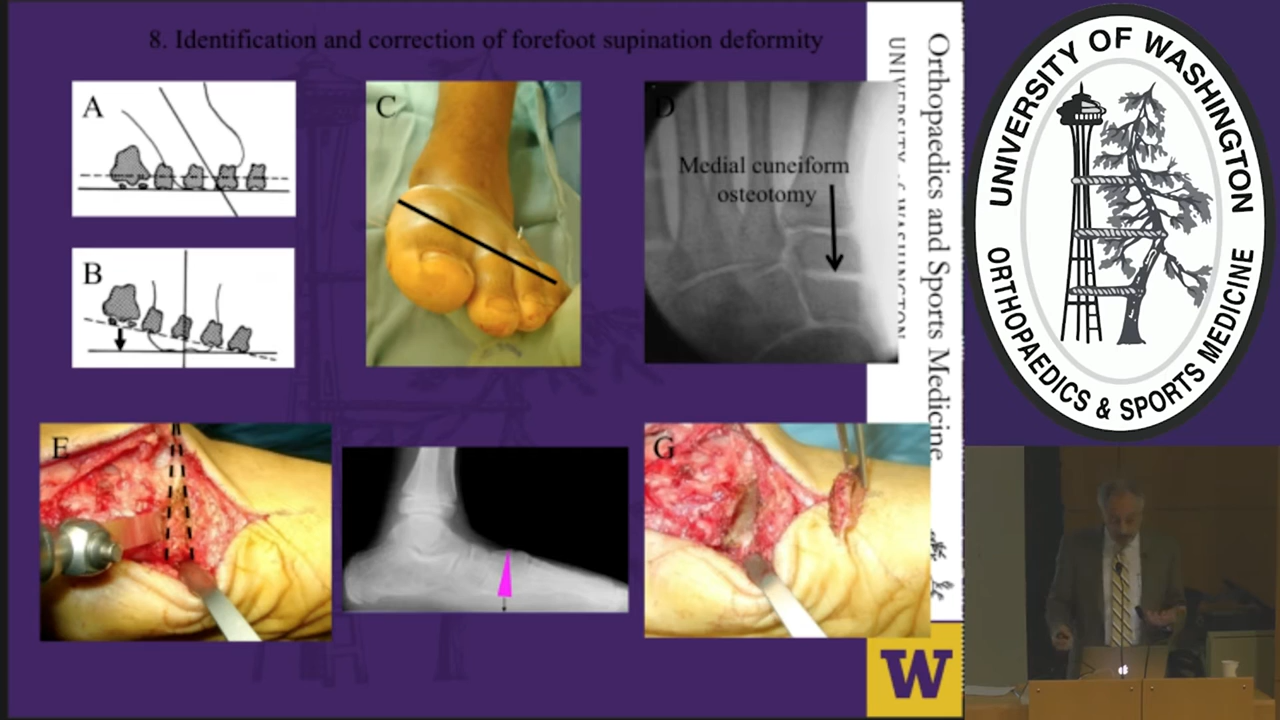 8. Identification and correction of forefoot supination deformity
A
B
C
D
Medial cuneiform
osteotomy
E
G
Orthopaedics and Sports Medicine
UNIVERSITY of WASHINGTON
W
UNIVERSITY OF WASHINGTON
ORTHOPAEDICS & SPORTS MEDICINE